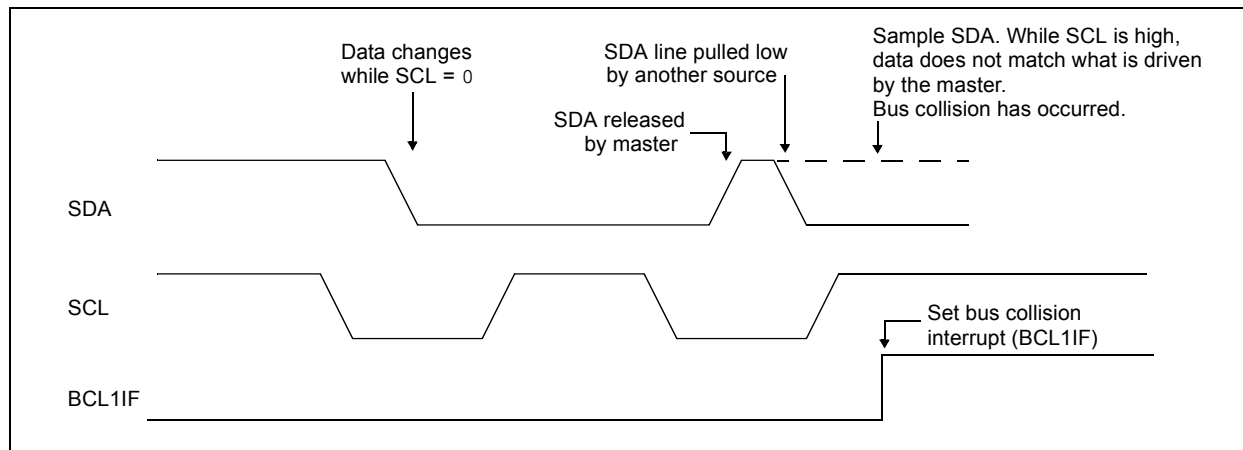 Data changes
while SCL = 0
SDA line pulled low
by another source
Sample SDA. While SCL is high,
data does not match what is driven
by the master.
Bus collision has occurred.
SDA released
by master
SDA
SCL
Set bus collision
interrupt (BCL1IF)
BCL1IF